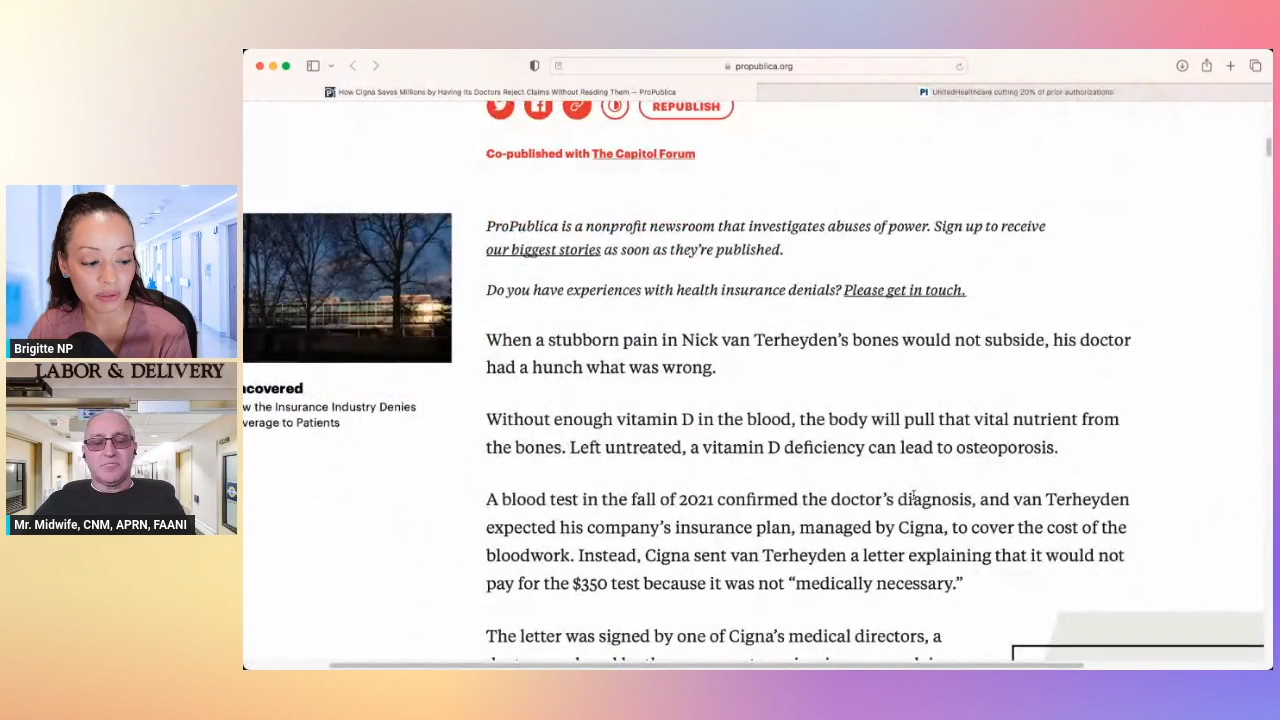 propublica.org
How Cigna Saves Millions by Having Its Doctors Reject Claims Without Reading Them — ProPublica
UnitedHealthcare cutting 20% of prior authorizations
REPUBLISH
Co-published with The Capitol Forum
ProPublica is a nonprofit newsroom that investigates abuses of power. Sign up to receive
our biggest stories as soon as they’re published.
Do you have experiences with health insurance denials? Please get in touch.
When a stubborn pain in Nick van Terheyden’s bones would not subside, his doctor
had a hunch what was wrong.
Without enough vitamin D in the blood, the body will pull that vital nutrient from
the bones. Left untreated, a vitamin D deficiency can lead to osteoporosis.
A blood test in the fall of 2021 confirmed the doctor’s diagnosis, and van Terheyden
expected his company’s insurance plan, managed by Cigna, to cover the cost of the
bloodwork. Instead, Cigna sent van Terheyden a letter explaining that it would not
pay for the $350 test because it was not “medically necessary.”
The letter was signed by one of Cigna’s medical directors, a
covered
w the Insurance Industry Denies
verage to Patients
Brigitte NP
LABOR & DELIVERY
Mr. Midwife, CNM, APRN, FAANI